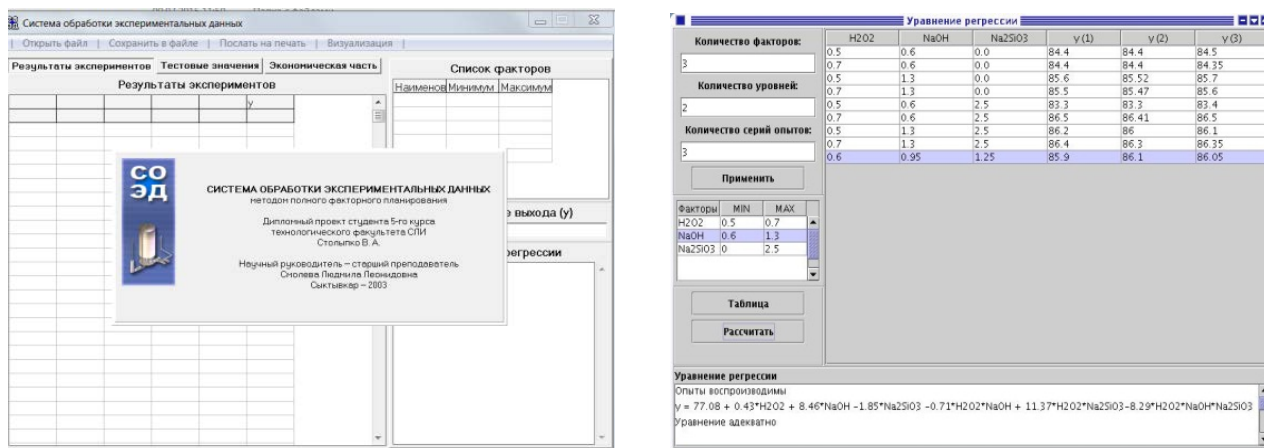 Система обработки экспериментальных данных
| Открыть файл | Сохранить в файле | Послать на печать | Визуализация |
Результаты экспериментов Тестовые значения Экономическая часть
Результаты экспериментов
y
Список факторов
Наименов Минимум Максимум
СО
ЭД
СИСТЕМА ОБРАБОТКИ ЭКСПЕРИМЕНТАЛЬНЫХ ДАННЫХ
методом полного факторного планирования
Дипломный проект студента 5-го курса
технологического факультета СЛИ
Столыпко В. А.
Научный руководитель – старший преподаватель
Смолева Людмила Леонидовна
Сыктывкар – 2003
выхода (y)
регрессии
Уравнение регрессии
Количество факторов:
3
Количество уровней:
2
Количество серий опытов:
3
Применить
Факторы MIN MAX
H2O2 0.5 0.7
NaOH 0.6 1.3
Na2SiO3 0 2.5
Таблица
Рассчитать
H2O2 NaOH Na2SiO3 y (1) y (2) y (3)
0.5 0.6 0.0 84.4 84.4 84.5
0.7 0.6 0.0 84.4 84.4 84.35
0.5 1.3 0.0 85.6 85.52 85.7
0.7 1.3 0.0 85.5 85.47 85.6
0.5 0.6 2.5 83.3 83.3 83.4
0.7 0.6 2.5 86.5 86.41 86.5
0.5 1.3 2.5 86.2 86 86.1
0.7 1.3 2.5 86.4 86.3 86.35
0.6 0.95 1.25 85.9 86.1 86.05
Уравнение регрессии
Опыты воспроизводимы
y = 77.08 + 0.43*H2O2 + 8.46*NaOH -1.85*Na2SiO3 -0.71*H2O2*NaOH + 11.37*H2O2*Na2SiO3-8.29*H2O2*NaOH*Na2SiO3
Уравнение адекватно